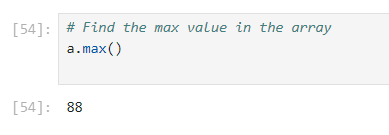 [54]: # Find the max value in the array
a.max()
[54]: 88